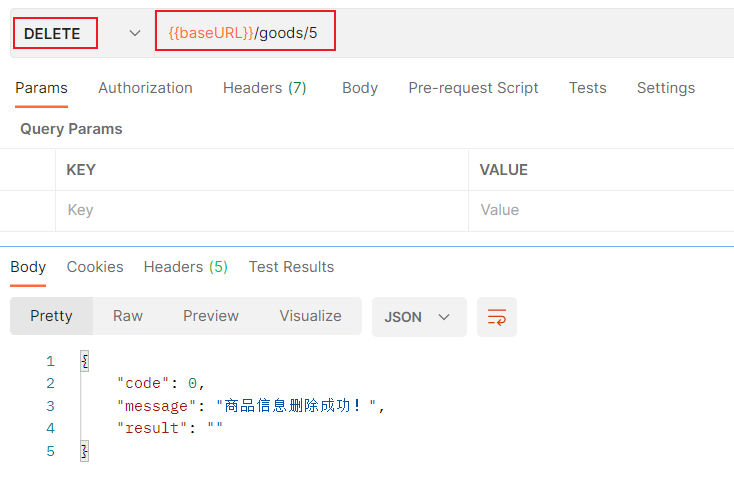 DELETE {{baseURL}}/goods/5
Params Authorization Headers (7) Body Pre-request Script Tests Settings
Query Params
KEY VALUE
Key Value
Body Cookies Headers (5) Test Results
Pretty Raw Preview Visualize JSON
1 {
2 "code": 0,
3 "message": "商品信息删除成功！",
4 "result": ""
5 }